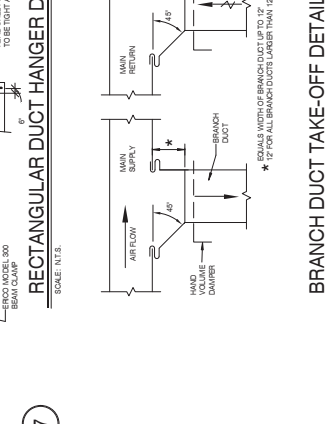 TO BE TIGHT A
6"
ERICO MODEL 300
BEAM CLAMP
RECTANGULAR DUCT HANGER D
SCALE: N.T.S.
7
MAIN
RETURN
45°
MAIN
SUPPLY
*
BRANCH
DUCT
AIR FLOW
45°
HAND
VOLUME
DAMPER
* EQUALS WIDTH OF BRANCH DUCT UP TO 12"
12" FOR ALL BRANCH DUCTS LARGER THAN 12
BRANCH DUCT TAKE-OFF DETAIL